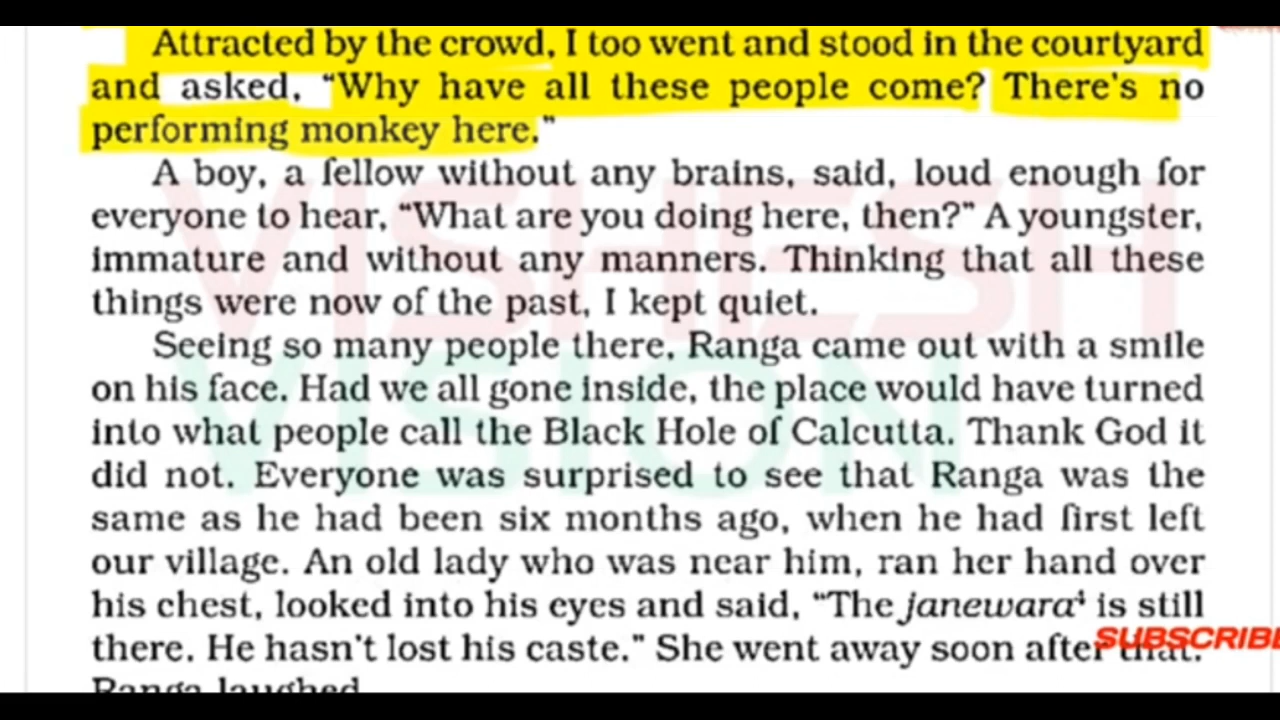 Attracted by the crowd, I too went and stood in the courtyard
and asked, “Why have all these people come? There's no
performing monkey here.”
A boy, a fellow without any brains, said, loud enough for
everyone to hear, “What are you doing here, then?” A youngster,
immature and without any manners. Thinking that all these
things were now of the past, I kept quiet.
Seeing so many people there, Ranga came out with a smile
on his face. Had we all gone inside, the place would have turned
into what people call the Black Hole of Calcutta. Thank God it
did not. Everyone was surprised to see that Ranga was the
same as he had been six months ago, when he had first left
our village. An old lady who was near him, ran her hand over
his chest, looked into his eyes and said, “The janewara⁴ is still
there. He hasn't lost his caste.” She went away soon after that.
Ranga laughed.
VISHESH
VISION
SUBSCRIBE